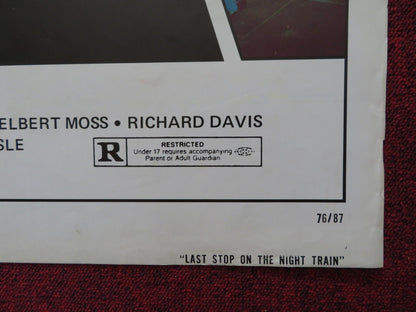 ELBERT MOSS • RICHARD DAVIS
SLE
R
RESTRICTED
Under 17 requires accompanying
Parent or Adult Guardian
76/87
"LAST STOP ON THE NIGHT TRAIN"